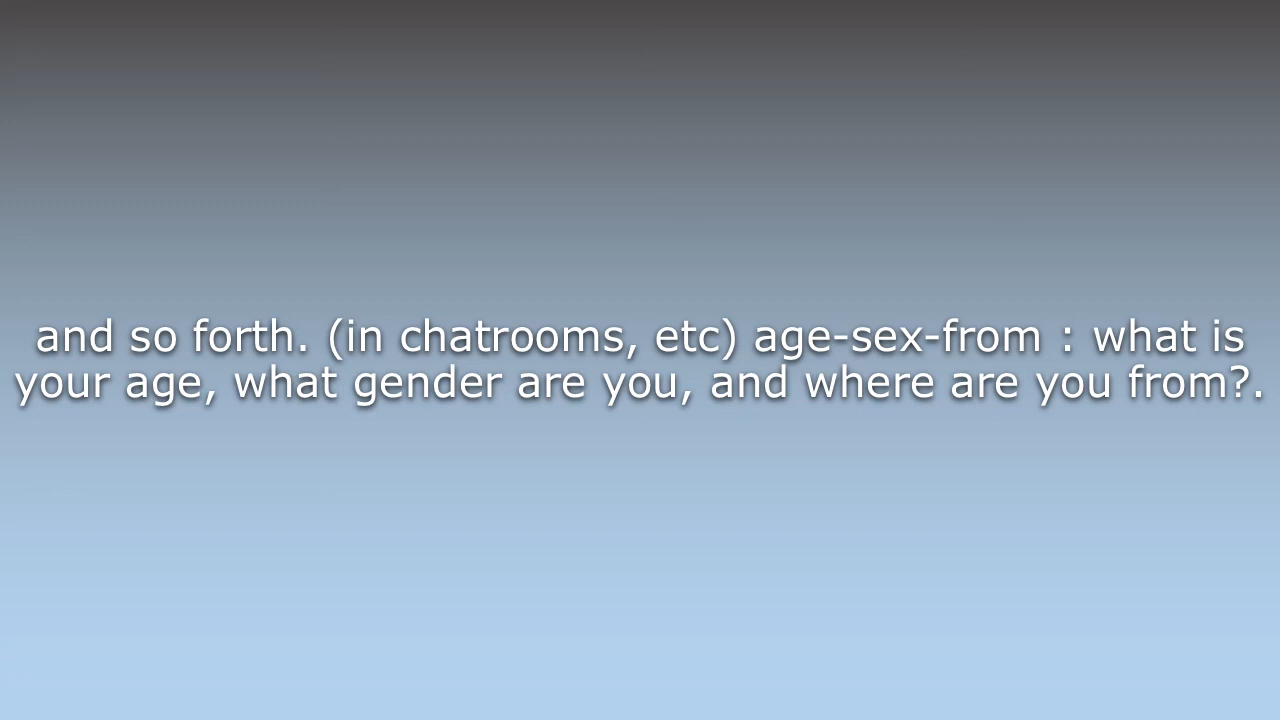 and so forth. (in chatrooms, etc) age-sex-from : what is
your age, what gender are you, and where are you from?.